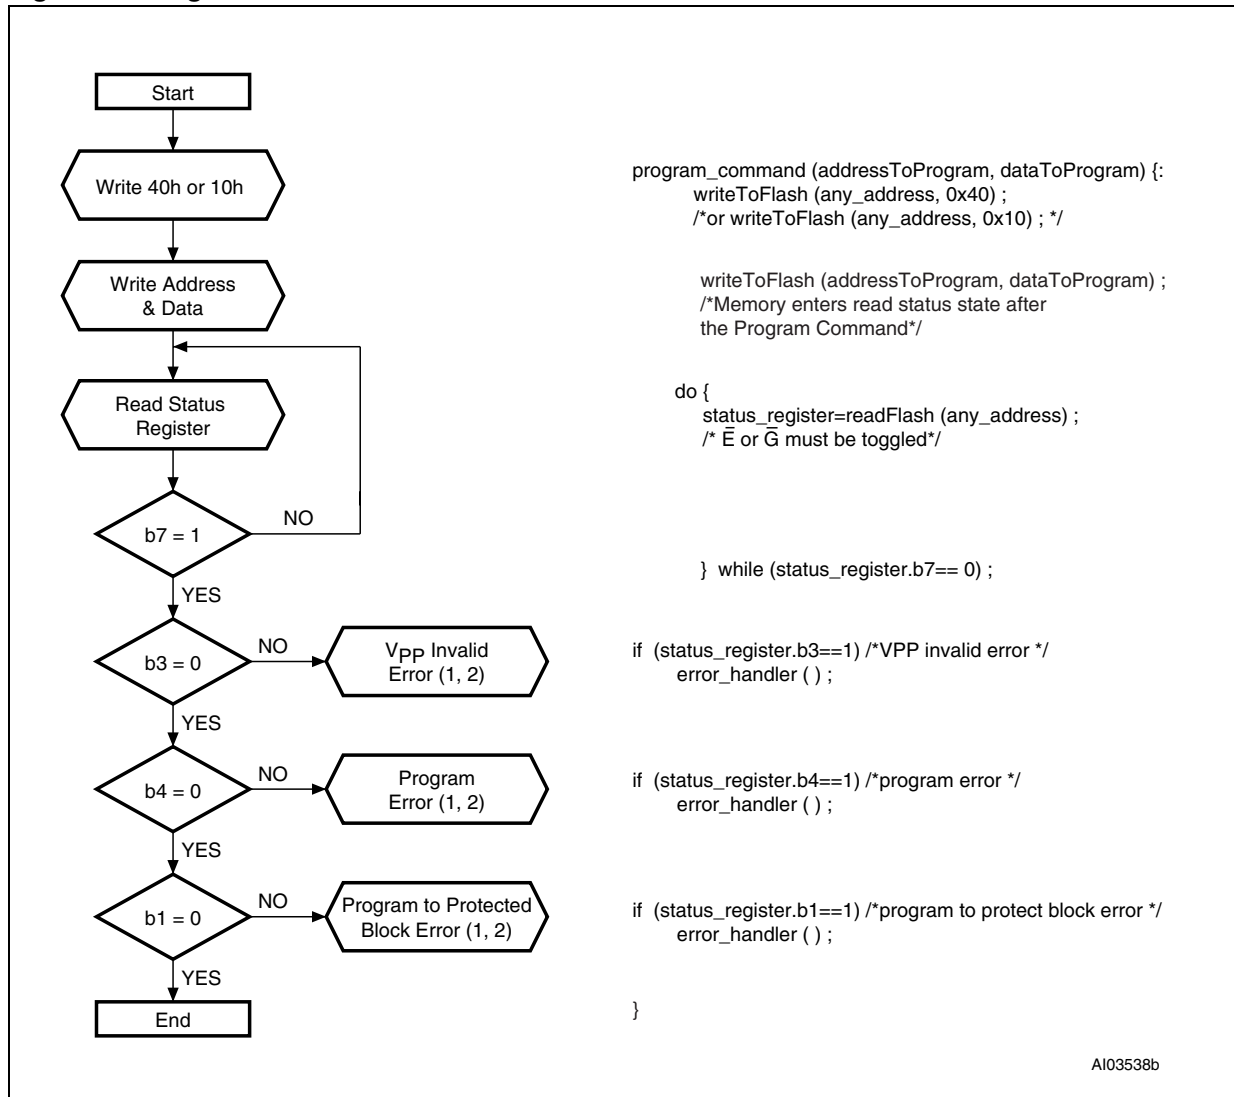 Start
Write 40h or 10h
Write Address
& Data
Read Status
Register
b7 = 1
NO
YES
b3 = 0
NO
VPP Invalid
Error (1, 2)
YES
b4 = 0
NO
Program
Error (1, 2)
YES
b1 = 0
NO
Program to Protected
Block Error (1, 2)
YES
End
program_command (addressToProgram, dataToProgram) {:
writeToFlash (any_address, 0x40) ;
/*or writeToFlash (any_address, 0x10) ; */
writeToFlash (addressToProgram, dataToProgram) ;
/*Memory enters read status state after
the Program Command*/
do {
status_register=readFlash (any_address) ;
/* E̅ or G̅ must be toggled*/
} while (status_register.b7== 0) ;
if (status_register.b3==1) /*VPP invalid error */
error_handler ( ) ;
if (status_register.b4==1) /*program error */
error_handler ( ) ;
if (status_register.b1==1) /*program to protect block error */
error_handler ( ) ;
}
AI03538b